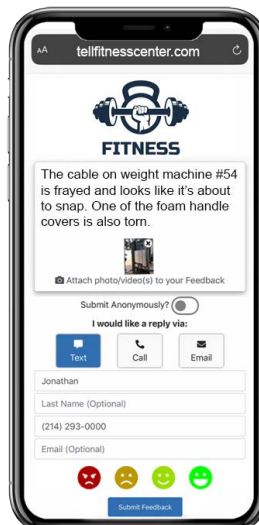 AA tellfitnesscenter.com
FITNESS
The cable on weight machine #54
is frayed and looks like it's about
to snap. One of the foam handle
covers is also torn.
Attach photo/video(s) to your Feedback
Submit Anonymously?
I would like a reply via:
Text Call Email
Jonathan
Last Name (Optional)
(214) 293-0000
Email (Optional)
Submit Feedback